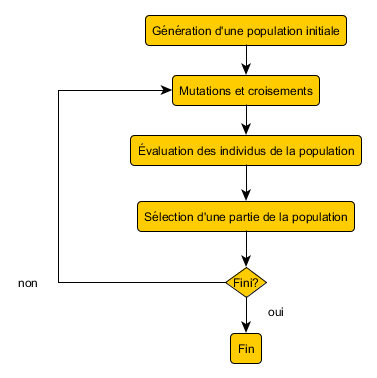 Génération d'une population initiale
Mutations et croisements
Évaluation des individus de la population
Sélection d'une partie de la population
Fini?
non
oui
Fin